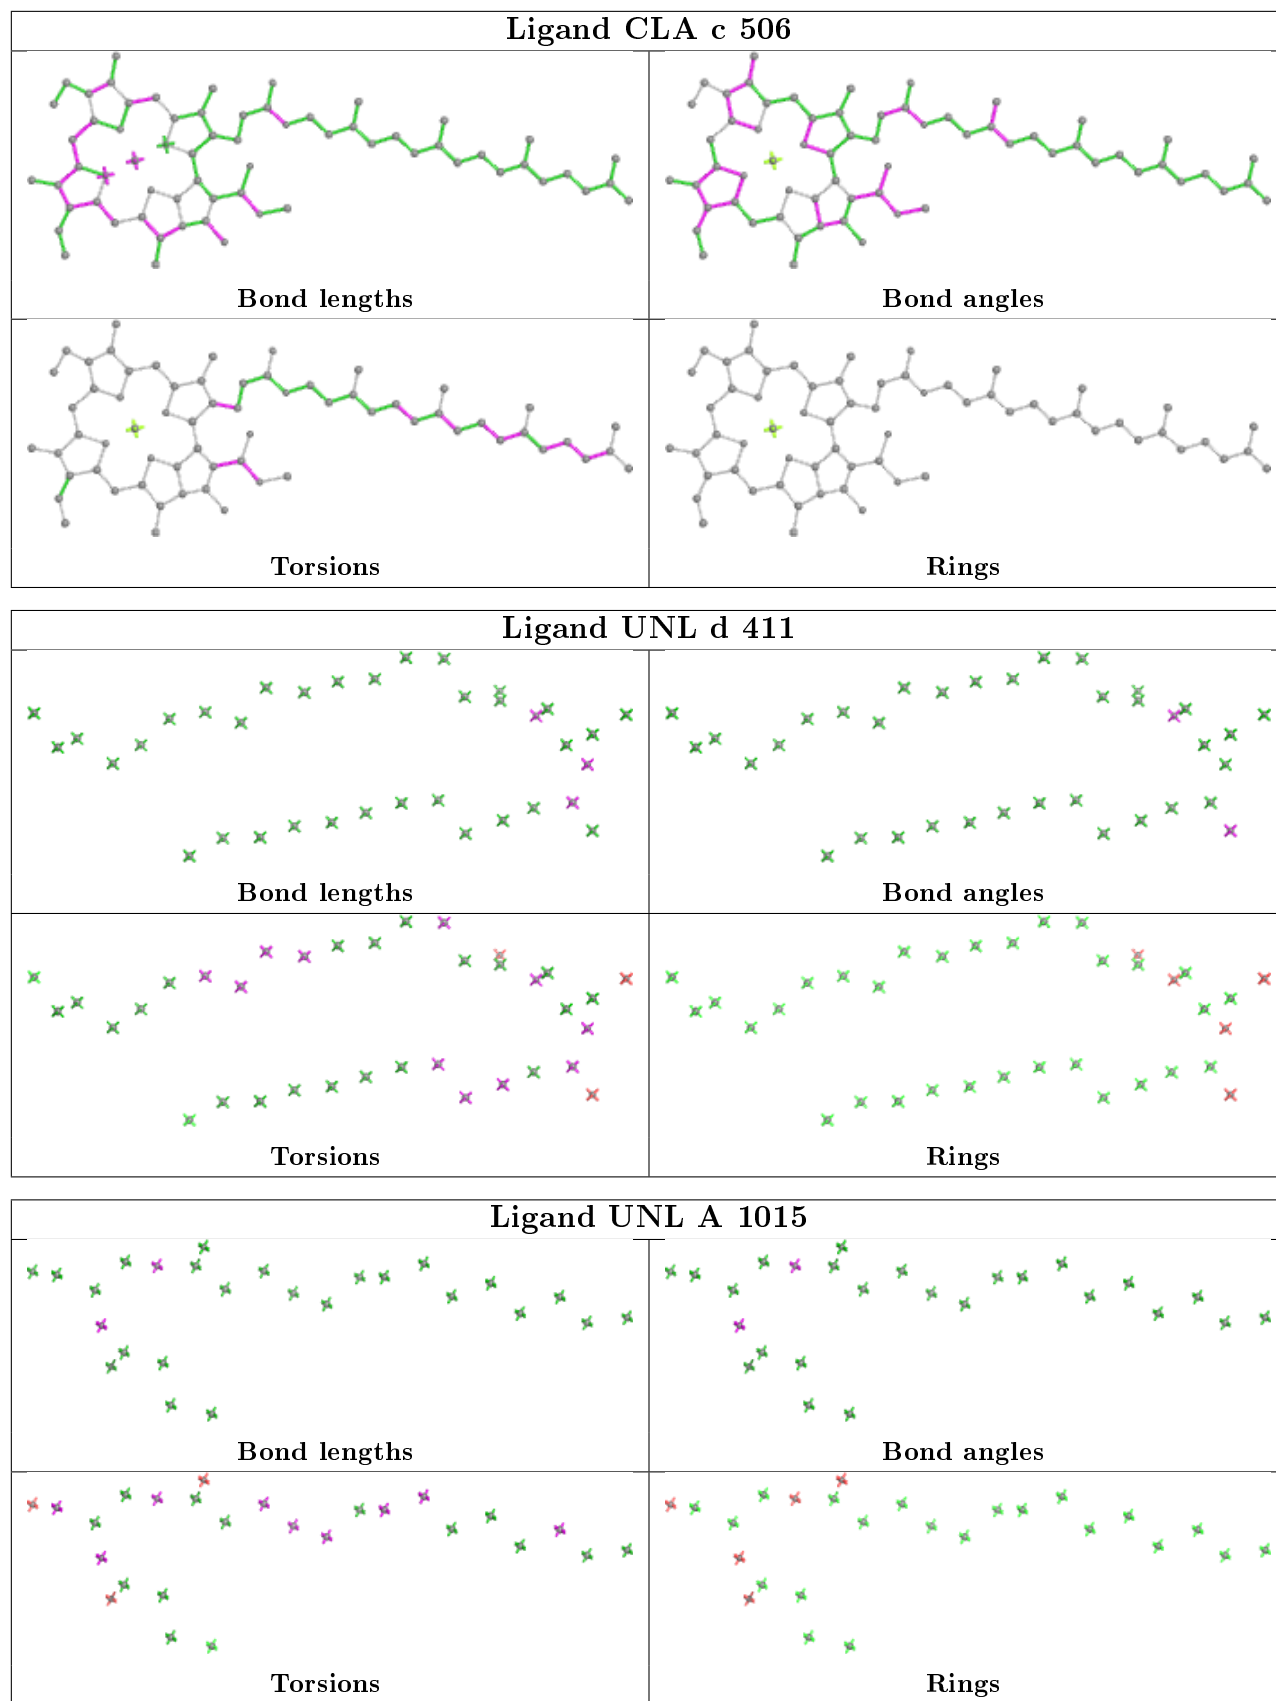 Ligand CLA c 506
Bond lengths
Bond angles
Torsions
Rings
Ligand UNL d 411
Bond lengths
Bond angles
Torsions
Rings
Ligand UNL A 1015
Bond lengths
Bond angles
Torsions
Rings